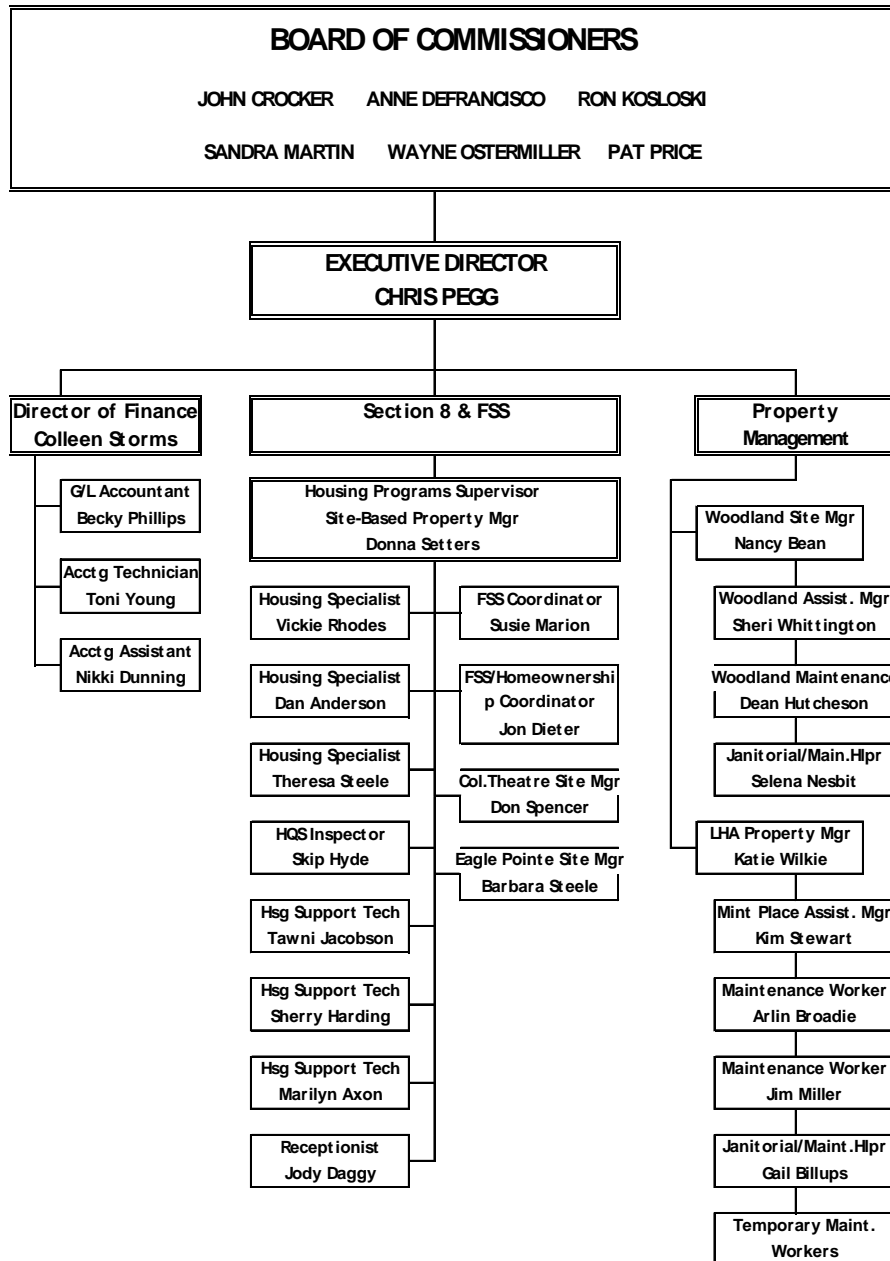 BOARD OF COMMISSIONERS
JOHN CROCKER ANNE DEFRANCISCO RON KOSLOSKI
SANDRA MARTIN WAYNE OSTERMILLER PAT PRICE
EXECUTIVE DIRECTOR
CHRIS PEGG
Director of Finance
Colleen Storms
G/L Accountant
Becky Phillips
Acctg Technician
Toni Young
Acctg Assistant
Nikki Dunning
Section 8 & FSS
Housing Programs Supervisor
Site-Based Property Mgr
Donna Setters
Housing Specialist
Vickie Rhodes
Housing Specialist
Dan Anderson
Housing Specialist
Theresa Steele
HQS Inspector
Skip Hyde
Hsg Support Tech
Tawni Jacobson
Hsg Support Tech
Sherry Harding
Hsg Support Tech
Marilyn Axon
Receptionist
Jody Daggy
FSS Coordinator
Susie Marion
FSS/Homeownershi
p Coordinator
Jon Dieter
Col.Theatre Site Mgr
Don Spencer
Eagle Pointe Site Mgr
Barbara Steele
Property
Management
Woodland Site Mgr
Nancy Bean
Woodland Assist. Mgr
Sheri Whittington
Woodland Maintenance
Dean Hutcheson
Janitorial/Main.Hlpr
Selena Nesbit
LHA Property Mgr
Katie Wilkie
Mint Place Assist. Mgr
Kim Stewart
Maintenance Worker
Arlin Broadie
Maintenance Worker
Jim Miller
Janitorial/Maint.Hlpr
Gail Billups
Temporary Maint.
Workers